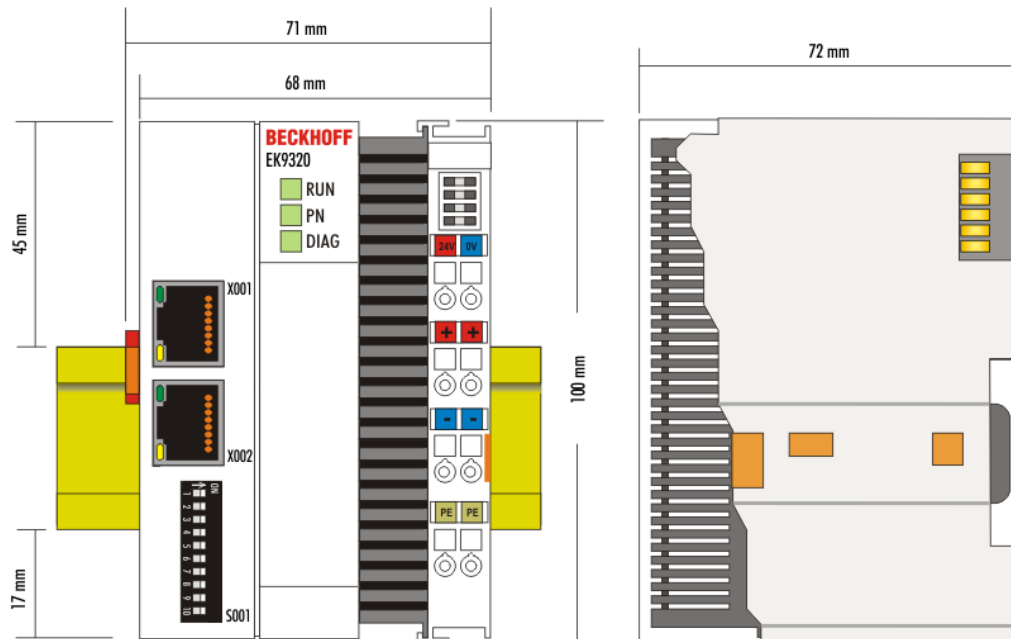 71 mm
72 mm
68 mm
BECKHOFF
EK9320
RUN
PN
DIAG
45 mm
24V 0V
X001
+ +
100 mm
- -
X002
ON
1
2
3
4
5
6
7
8
9
10
PE PE
17 mm
S001